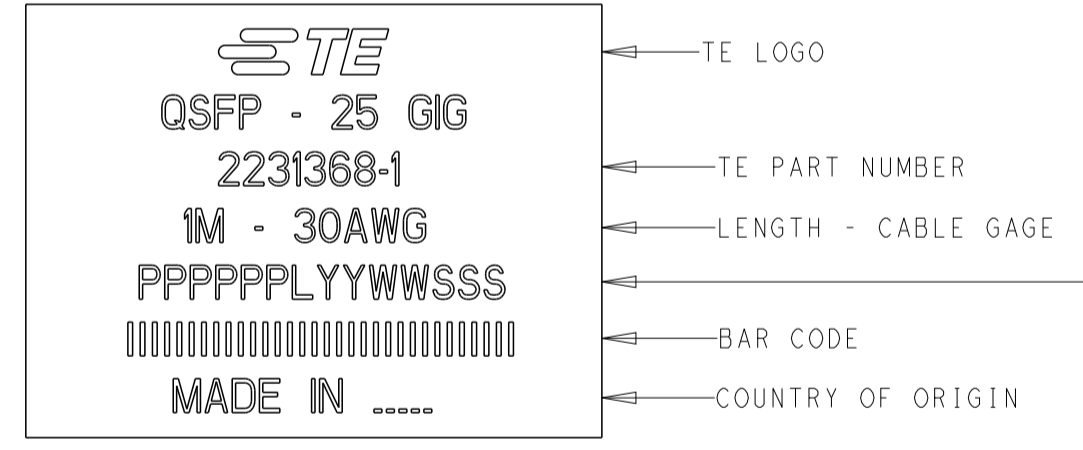 TE TE LOGO
QSFP - 25 GIG
2231368-1 TE PART NUMBER
1M - 30AWG LENGTH - CABLE GAGE
PPPPPPLYYWWSSS
BAR CODE
MADE IN ----- COUNTRY OF ORIGIN